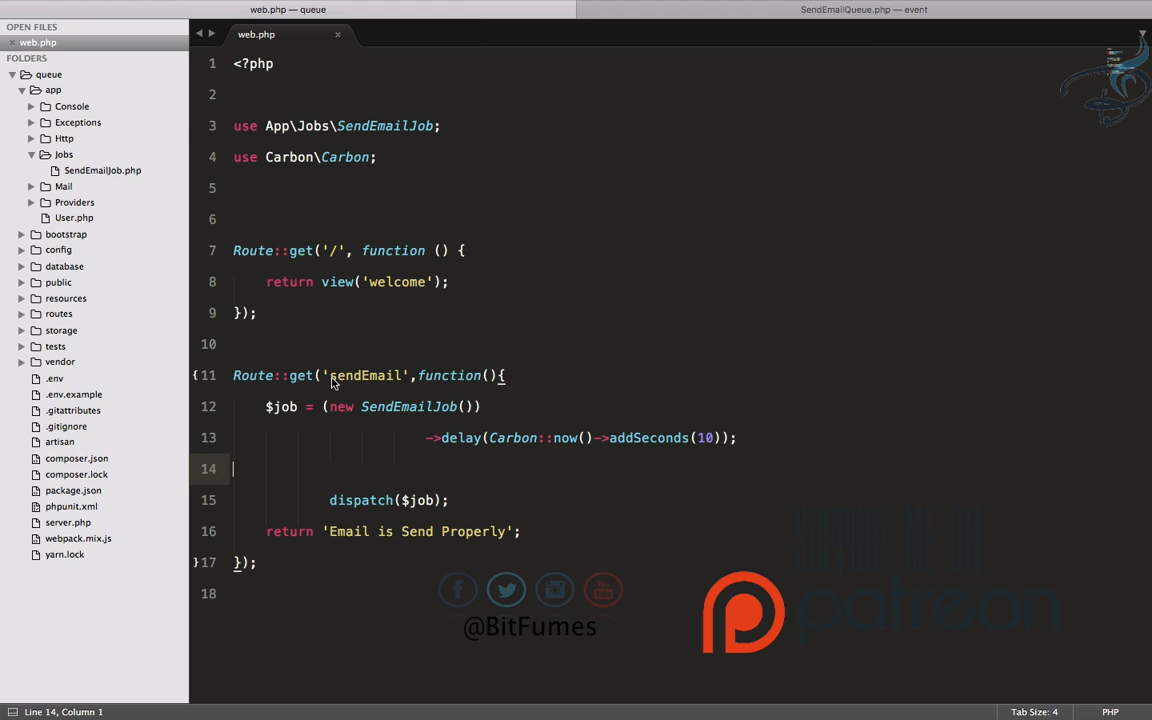 web.php — queue
SendEmailQueue.php — event
OPEN FILES
× web.php
FOLDERS
queue
app
Console
Exceptions
Http
Jobs
SendEmailJob.php
Mail
Providers
User.php
bootstrap
config
database
public
resources
routes
storage
tests
vendor
.env
.env.example
.gitattributes
.gitignore
artisan
composer.json
composer.lock
package.json
phpunit.xml
server.php
webpack.mix.js
yarn.lock
web.php ×
1 <?php
2
3 use App\Jobs\SendEmailJob;
4 use Carbon\Carbon;
5
6
7 Route::get('/', function () {
8 return view('welcome');
9 });
10
{11 Route::get('sendEmail',function(){
12 $job = (new SendEmailJob())
13 ->delay(Carbon::now()->addSeconds(10));
14
15 dispatch($job);
16 return 'Email is Send Properly';
}17 });
18
@BitFumes
SUPPORT ME ON
patreon
Line 14, Column 1
Tab Size: 4
PHP